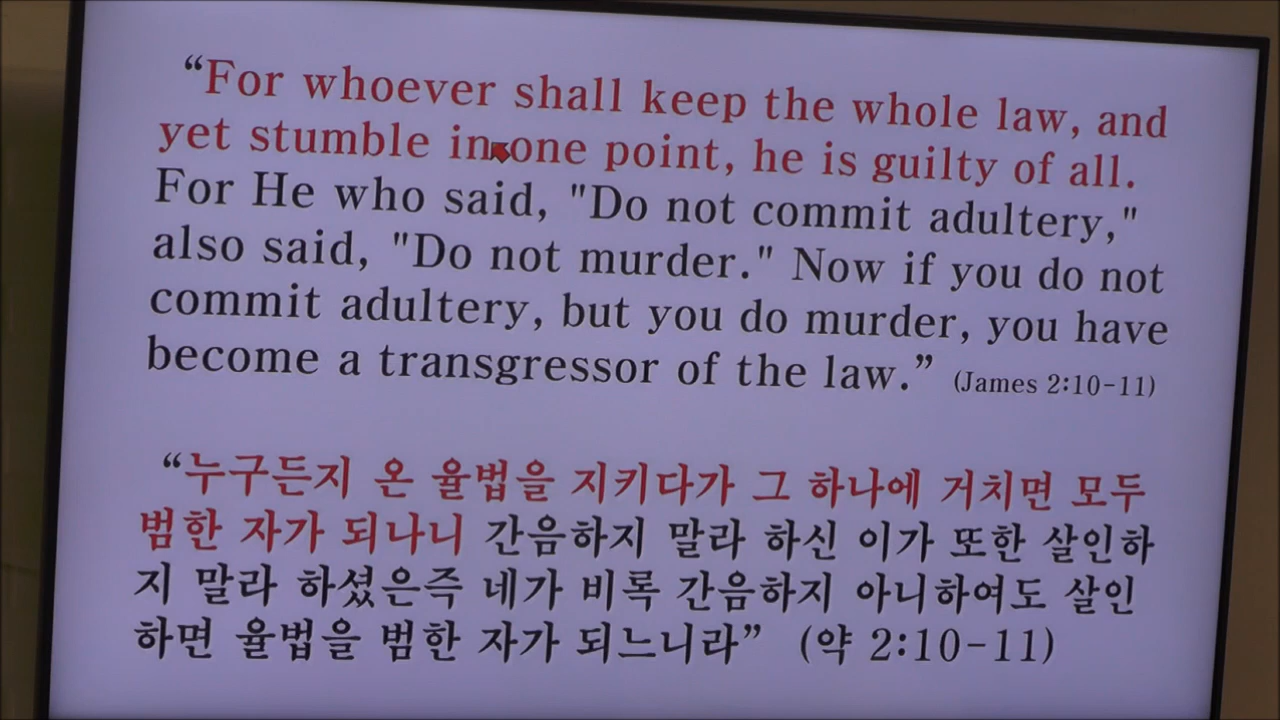 “For whoever shall keep the whole law, and
yet stumble in one point, he is guilty of all.
For He who said, "Do not commit adultery,"
also said, "Do not murder." Now if you do not
commit adultery, but you do murder, you have
become a transgressor of the law.” (James 2:10-11)
“누구든지 온 율법을 지키다가 그 하나에 거치면 모두
범한 자가 되나니 간음하지 말라 하신 이가 또한 살인하
지 말라 하셨은즉 네가 비록 간음하지 아니하여도 살인
하면 율법을 범한 자가 되느니라” (약 2:10-11)